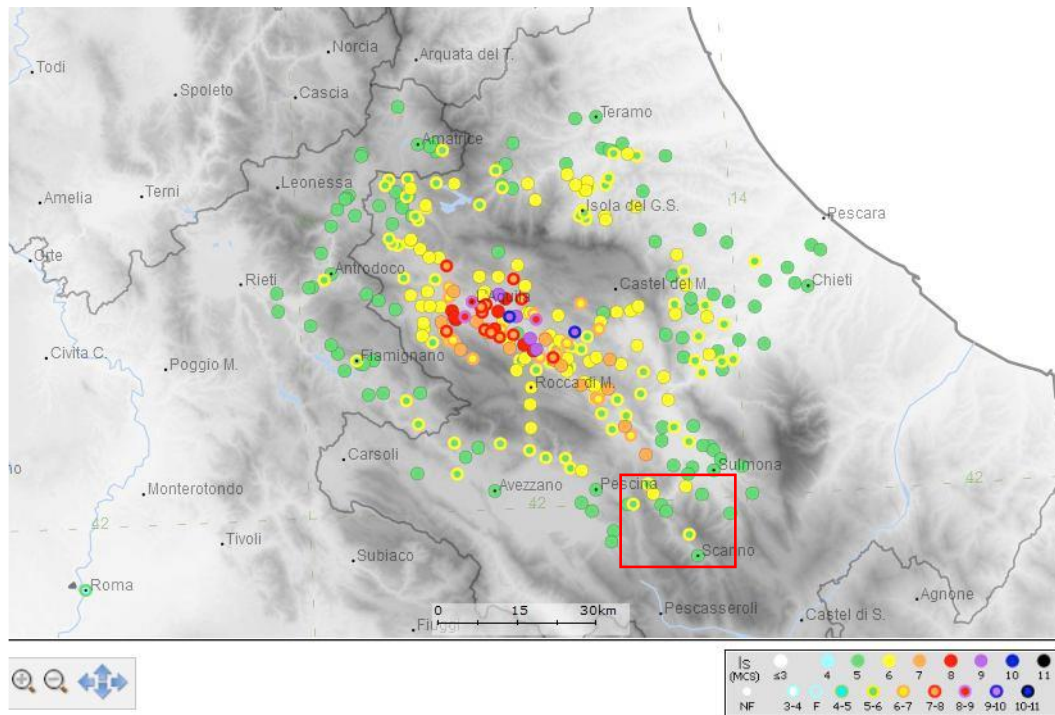 Norcia
Arquata del T.
Todi
Spoleto
Cascia
Teramo
Amatrice
Leonessa
Terni
Amelia
14
Isola del G.S.
Pescara
Orte
Antrodoco
Rieti
Castel del M.
Chieti
L'Aquila
Civita C.
Poggio M.
Fiamignano
Rocca di M.
Carsoli
Sulmona
no
Avezzano
Pescina
Monterotondo
42
42
42
Tivoli
Subiaco
Scanno
Roma
Agnone
0 15 30km
Pescasseroli
Castel di S.
Fiuggi
Is ≤3 4 5 6 7 8 9 10 11
(MCS)
NF 3-4 F 4-5 5-6 6-7 7-8 8-9 9-10 10-11